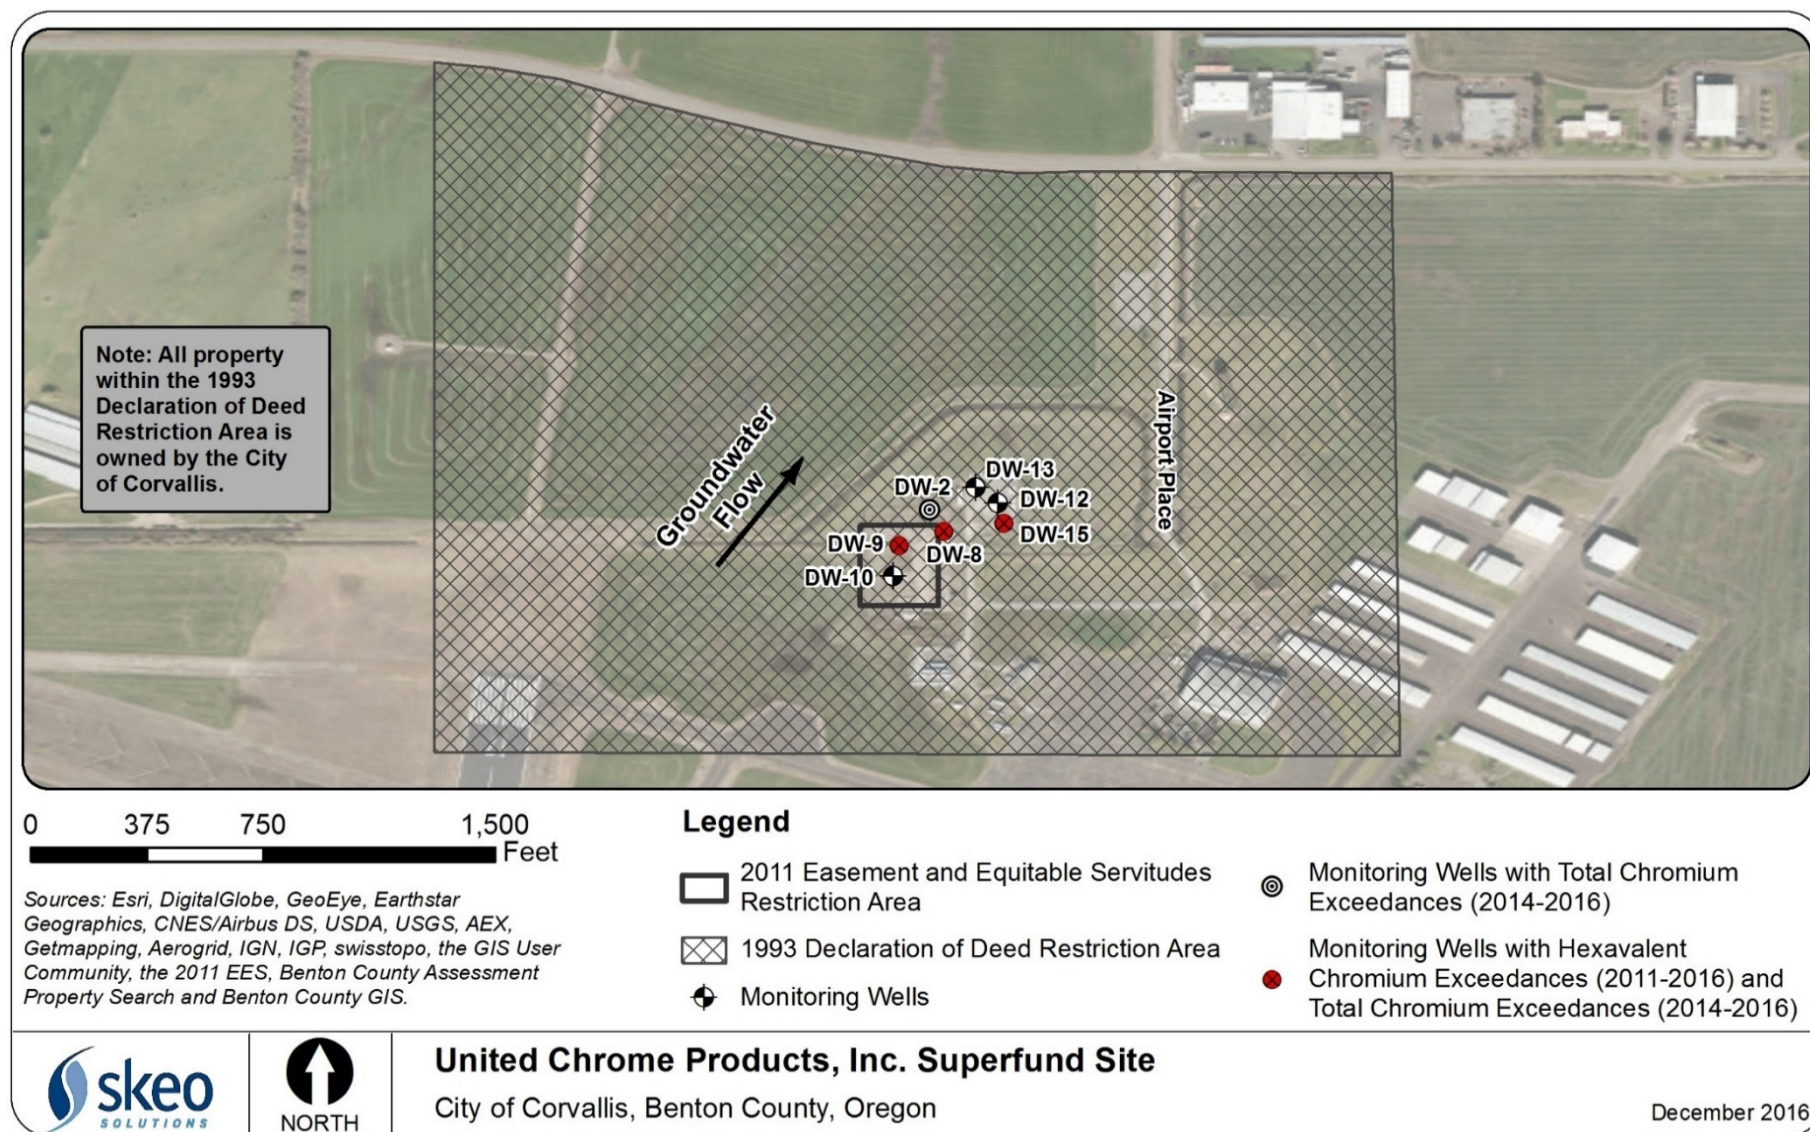 Note: All property
within the 1993
Declaration of Deed
Restriction Area is
owned by the City
of Corvallis.
Groundwater
Flow
Airport Place
DW-13
DW-2
DW-12
DW-15
DW-9
DW-8
DW-10
0 375 750 1,500
Feet
Sources: Esri, DigitalGlobe, GeoEye, Earthstar
Geographics, CNES/Airbus DS, USDA, USGS, AEX,
Getmapping, Aerogrid, IGN, IGP, swisstopo, the GIS User
Community, the 2011 EES, Benton County Assessment
Property Search and Benton County GIS.
Legend
2011 Easement and Equitable Servitudes
Restriction Area
1993 Declaration of Deed Restriction Area
Monitoring Wells
Monitoring Wells with Total Chromium
Exceedances (2014-2016)
Monitoring Wells with Hexavalent
Chromium Exceedances (2011-2016) and
Total Chromium Exceedances (2014-2016)
skeo
SOLUTIONS
NORTH
United Chrome Products, Inc. Superfund Site
City of Corvallis, Benton County, Oregon
December 2016